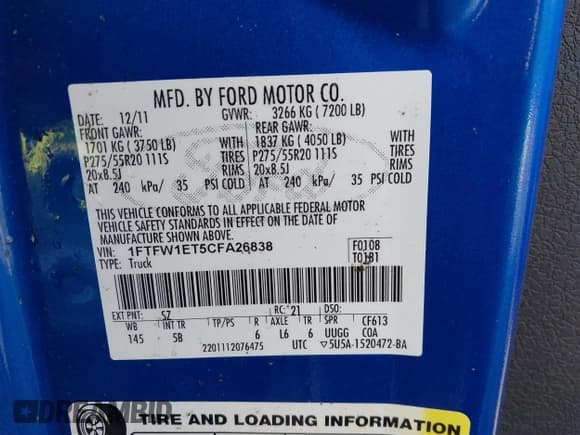 MFD. BY FORD MOTOR CO.
DATE: 12/11 GVWR: 3266 KG ( 7200 LB)
FRONT GAWR: REAR GAWR:
1701 KG ( 3750 LB) WITH 1837 KG ( 4050 LB) WITH
P275/55R20 111S TIRES P275/55R20 111S TIRES
20x8.5J RIMS 20x8.5J RIMS
AT 240 kPa/ 35 PSI COLD AT 240 kPa/ 35 PSI COLD
THIS VEHICLE CONFORMS TO ALL APPLICABLE FEDERAL MOTOR
VEHICLE SAFETY STANDARDS IN EFFECT ON THE DATE OF
MANUFACTURE SHOWN ABOVE.
VIN: 1FTFW1ET5CFA26838 F0108
TYPE: Truck T0181
EXT PNT: SZ RC: 21 DSO:
WB INT TR TP/PS R AXLE TR SPR CF613
145 5B 6 L6 6 UUGG COA
2201112076475 UTC 5U5A-1520472-BA
TIRE AND LOADING INFORMATION
DREAMBID